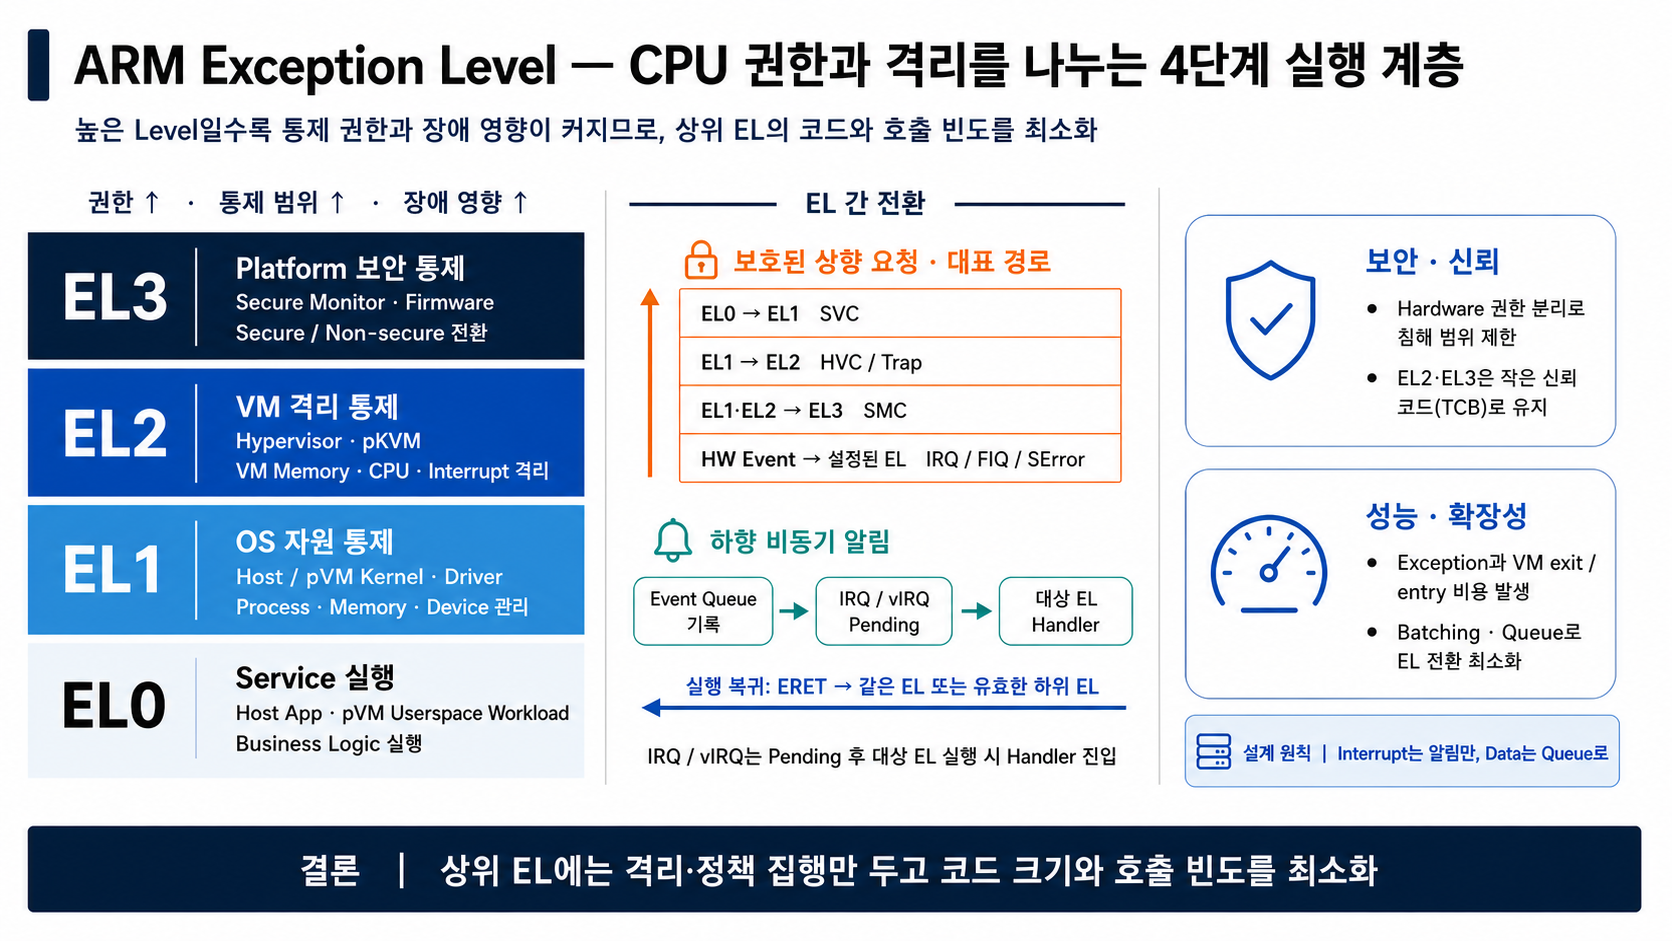 ARM Exception Level — CPU 권한과 격리를 나누는 4단계 실행 계층
높은 Level일수록 통제 권한과 장애 영향이 커지므로, 상위 EL의 코드와 호출 빈도를 최소화
권한 ↑ · 통제 범위 ↑ · 장애 영향 ↑
EL3
Platform 보안 통제
Secure Monitor · Firmware
Secure / Non-secure 전환
EL2
VM 격리 통제
Hypervisor · pKVM
VM Memory · CPU · Interrupt 격리
EL1
OS 자원 통제
Host / pVM Kernel · Driver
Process · Memory · Device 관리
EL0
Service 실행
Host App · pVM Userspace Workload
Business Logic 실행
EL 간 전환
보호된 상향 요청 · 대표 경로
EL0 → EL1 SVC
EL1 → EL2 HVC / Trap
EL1·EL2 → EL3 SMC
HW Event → 설정된 EL IRQ / FIQ / SError
하향 비동기 알림
Event Queue
기록
IRQ / vIRQ
Pending
대상 EL
Handler
실행 복귀: ERET → 같은 EL 또는 유효한 하위 EL
IRQ / vIRQ는 Pending 후 대상 EL 실행 시 Handler 진입
보안 · 신뢰
• Hardware 권한 분리로
침해 범위 제한
• EL2·EL3은 작은 신뢰
코드(TCB)로 유지
성능 · 확장성
• Exception과 VM exit /
entry 비용 발생
• Batching · Queue로
EL 전환 최소화
설계 원칙 | Interrupt는 알림만, Data는 Queue로
결론 | 상위 EL에는 격리·정책 집행만 두고 코드 크기와 호출 빈도를 최소화